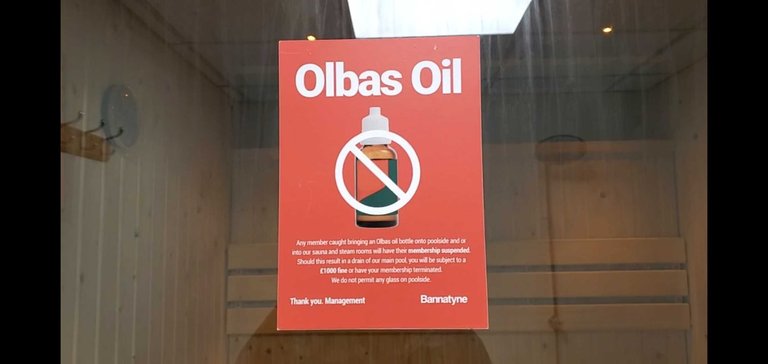 Olbas Oil
Any member caught bringing an Olbas oil bottle onto poolside and or
into our sauna and steam rooms will have their membership suspended.
Should this result in a drain of our main pool, you will be subject to a
£1000 fine or have your membership terminated.
We do not permit any glass on poolside.
Thank you. Management
Bannatyne